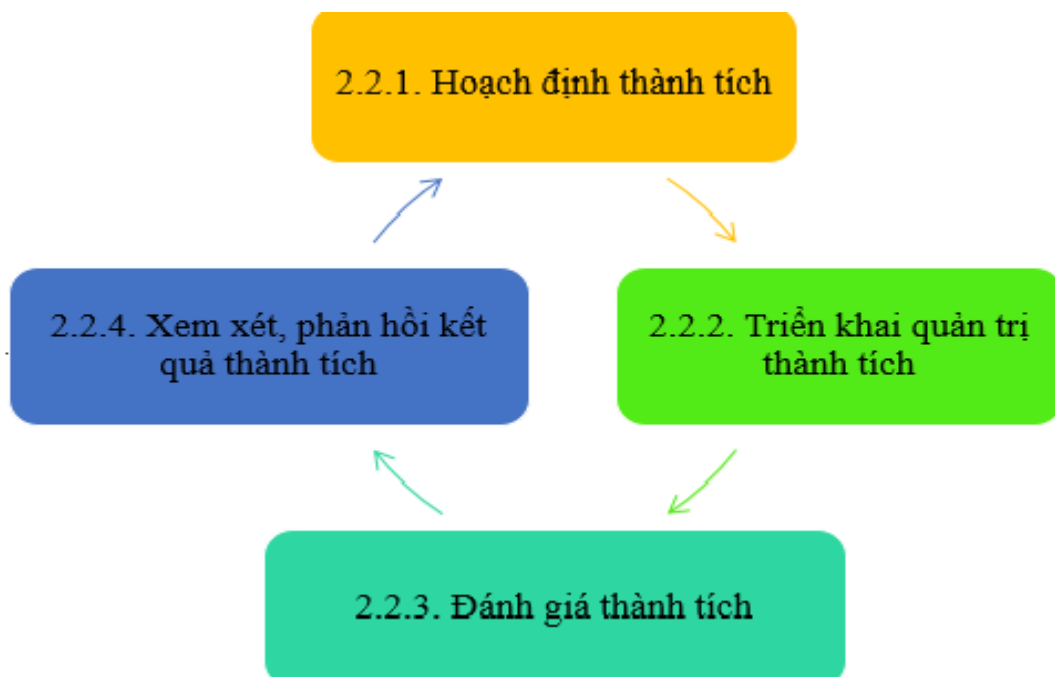 2.2.1. Hoạch định thành tích
2.2.4. Xem xét, phản hồi kết
quả thành tích
2.2.2. Triển khai quản trị
thành tích
2.2.3. Đánh giá thành tích